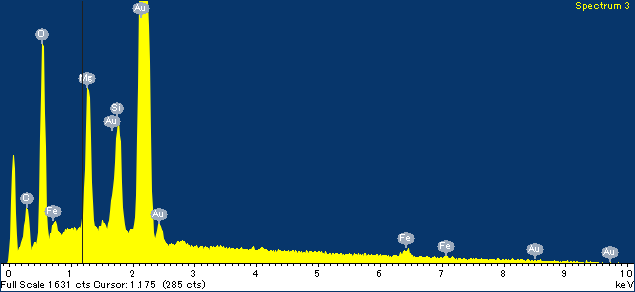 Spectrum 3
Au
O
Mg
Si
Au
Fe
Au
Fe
Fe
Au
Au
0 1 2 3 4 5 6 7 8 9 10
Full Scale 1631 cts Cursor: 1.175 (285 cts) keV